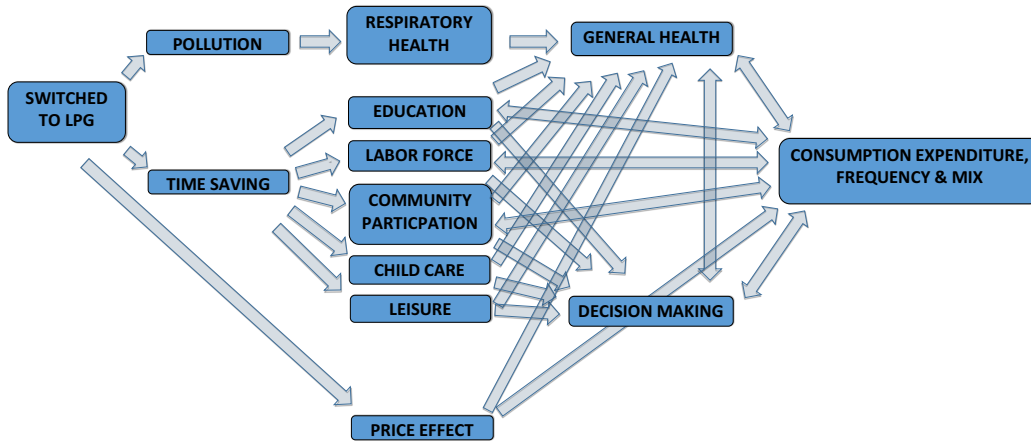 SWITCHED
TO LPG
POLLUTION
TIME SAVING
RESPIRATORY
HEALTH
EDUCATION
LABOR FORCE
COMMUNITY
PARTICPATION
CHILD CARE
LEISURE
PRICE EFFECT
GENERAL HEALTH
DECISION MAKING
CONSUMPTION EXPENDITURE,
FREQUENCY & MIX